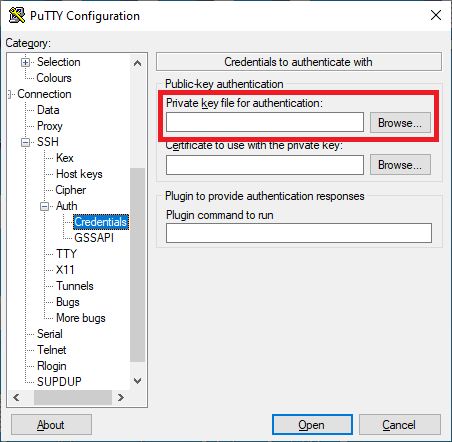 PuTTY Configuration
Category:
Selection
Colours
Connection
Data
Proxy
SSH
Kex
Host keys
Cipher
Auth
Credentials
GSSAPI
TTY
X11
Tunnels
Bugs
More bugs
Serial
Telnet
Rlogin
SUPDUP
Credentials to authenticate with
Public-key authentication
Private key file for authentication:
Browse...
Certificate to use with the private key:
Browse...
Plugin to provide authentication responses
Plugin command to run
About
Open
Cancel